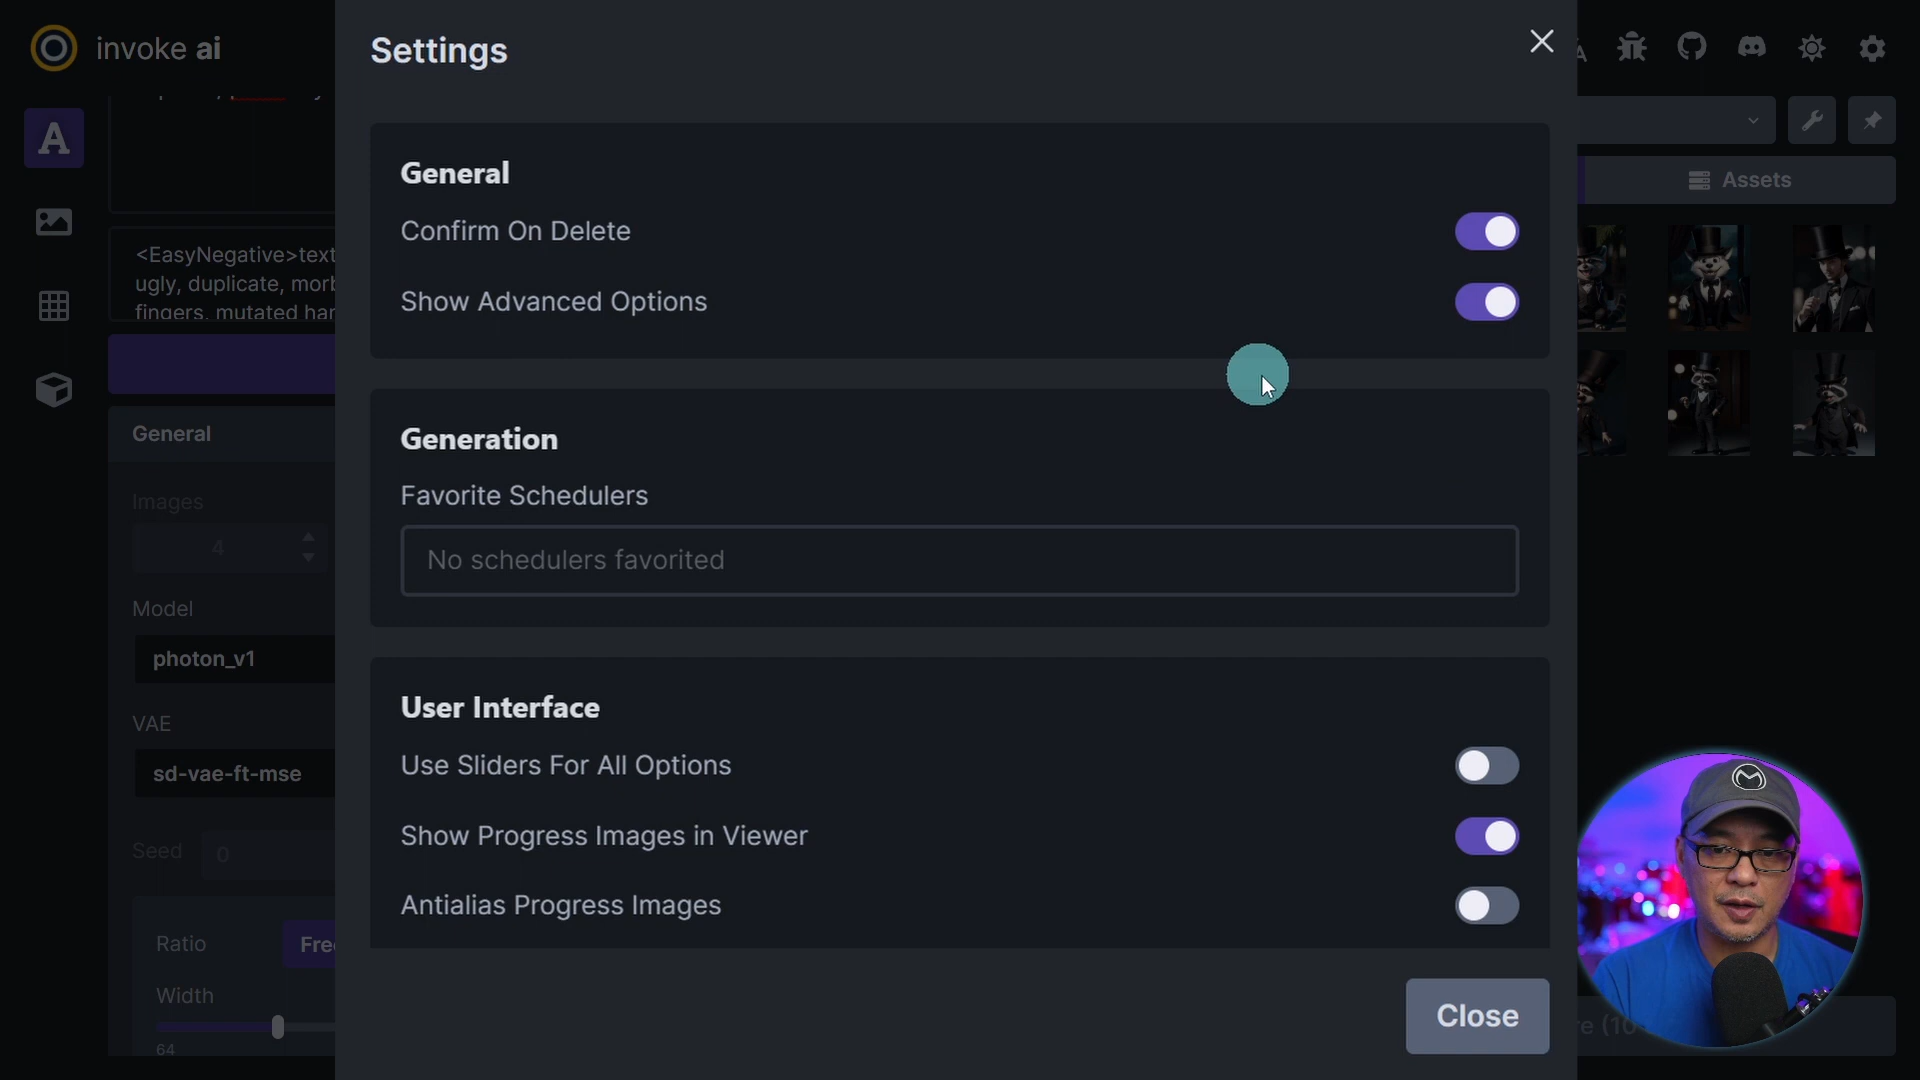 invoke ai
Settings
General
Confirm On Delete
Show Advanced Options
Generation
Favorite Schedulers
No schedulers favorited
User Interface
Use Sliders For All Options
Show Progress Images in Viewer
Antialias Progress Images
Close
A
<EasyNegative>text
ugly, duplicate, mor
fingers, mutated har
General
Images
4
Model
photon_v1
VAE
sd-vae-ft-mse
Seed
0
Ratio
Free
Width
64
Assets